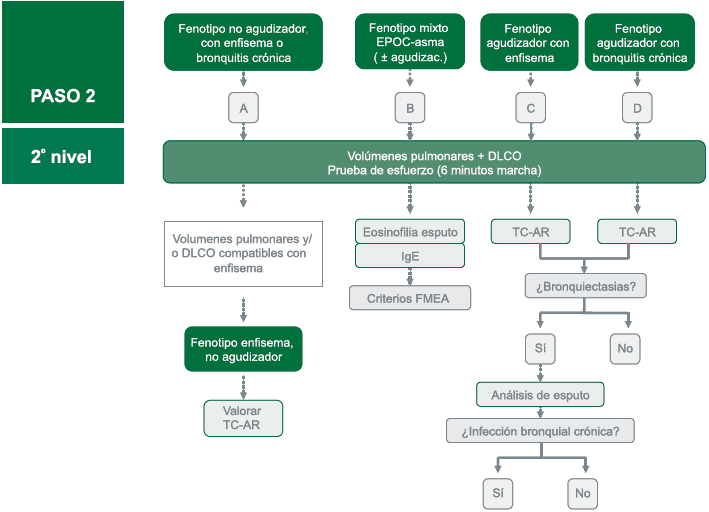 PASO 2
2º nivel
Fenotipo no agudizador,
con enfisema o
bronquitis crónica
Fenotipo mixto
EPOC-asma
( ± agudizac.)
Fenotipo
agudizador con
enfisema
Fenotipo
agudizador con
bronquitis crónica
A
B
C
D
Volúmenes pulmonares + DLCO
Prueba de esfuerzo (6 minutos marcha)
Volumenes pulmonares y/
o DLCO compatibles con
enfisema
Eosinofilia esputo
IgE
Criterios FMEA
TC-AR
TC-AR
¿Bronquiectasias?
Fenotipo enfisema,
no agudizador
Sí
No
Valorar
TC-AR
Análisis de esputo
¿Infección bronquial crónica?
Sí
No